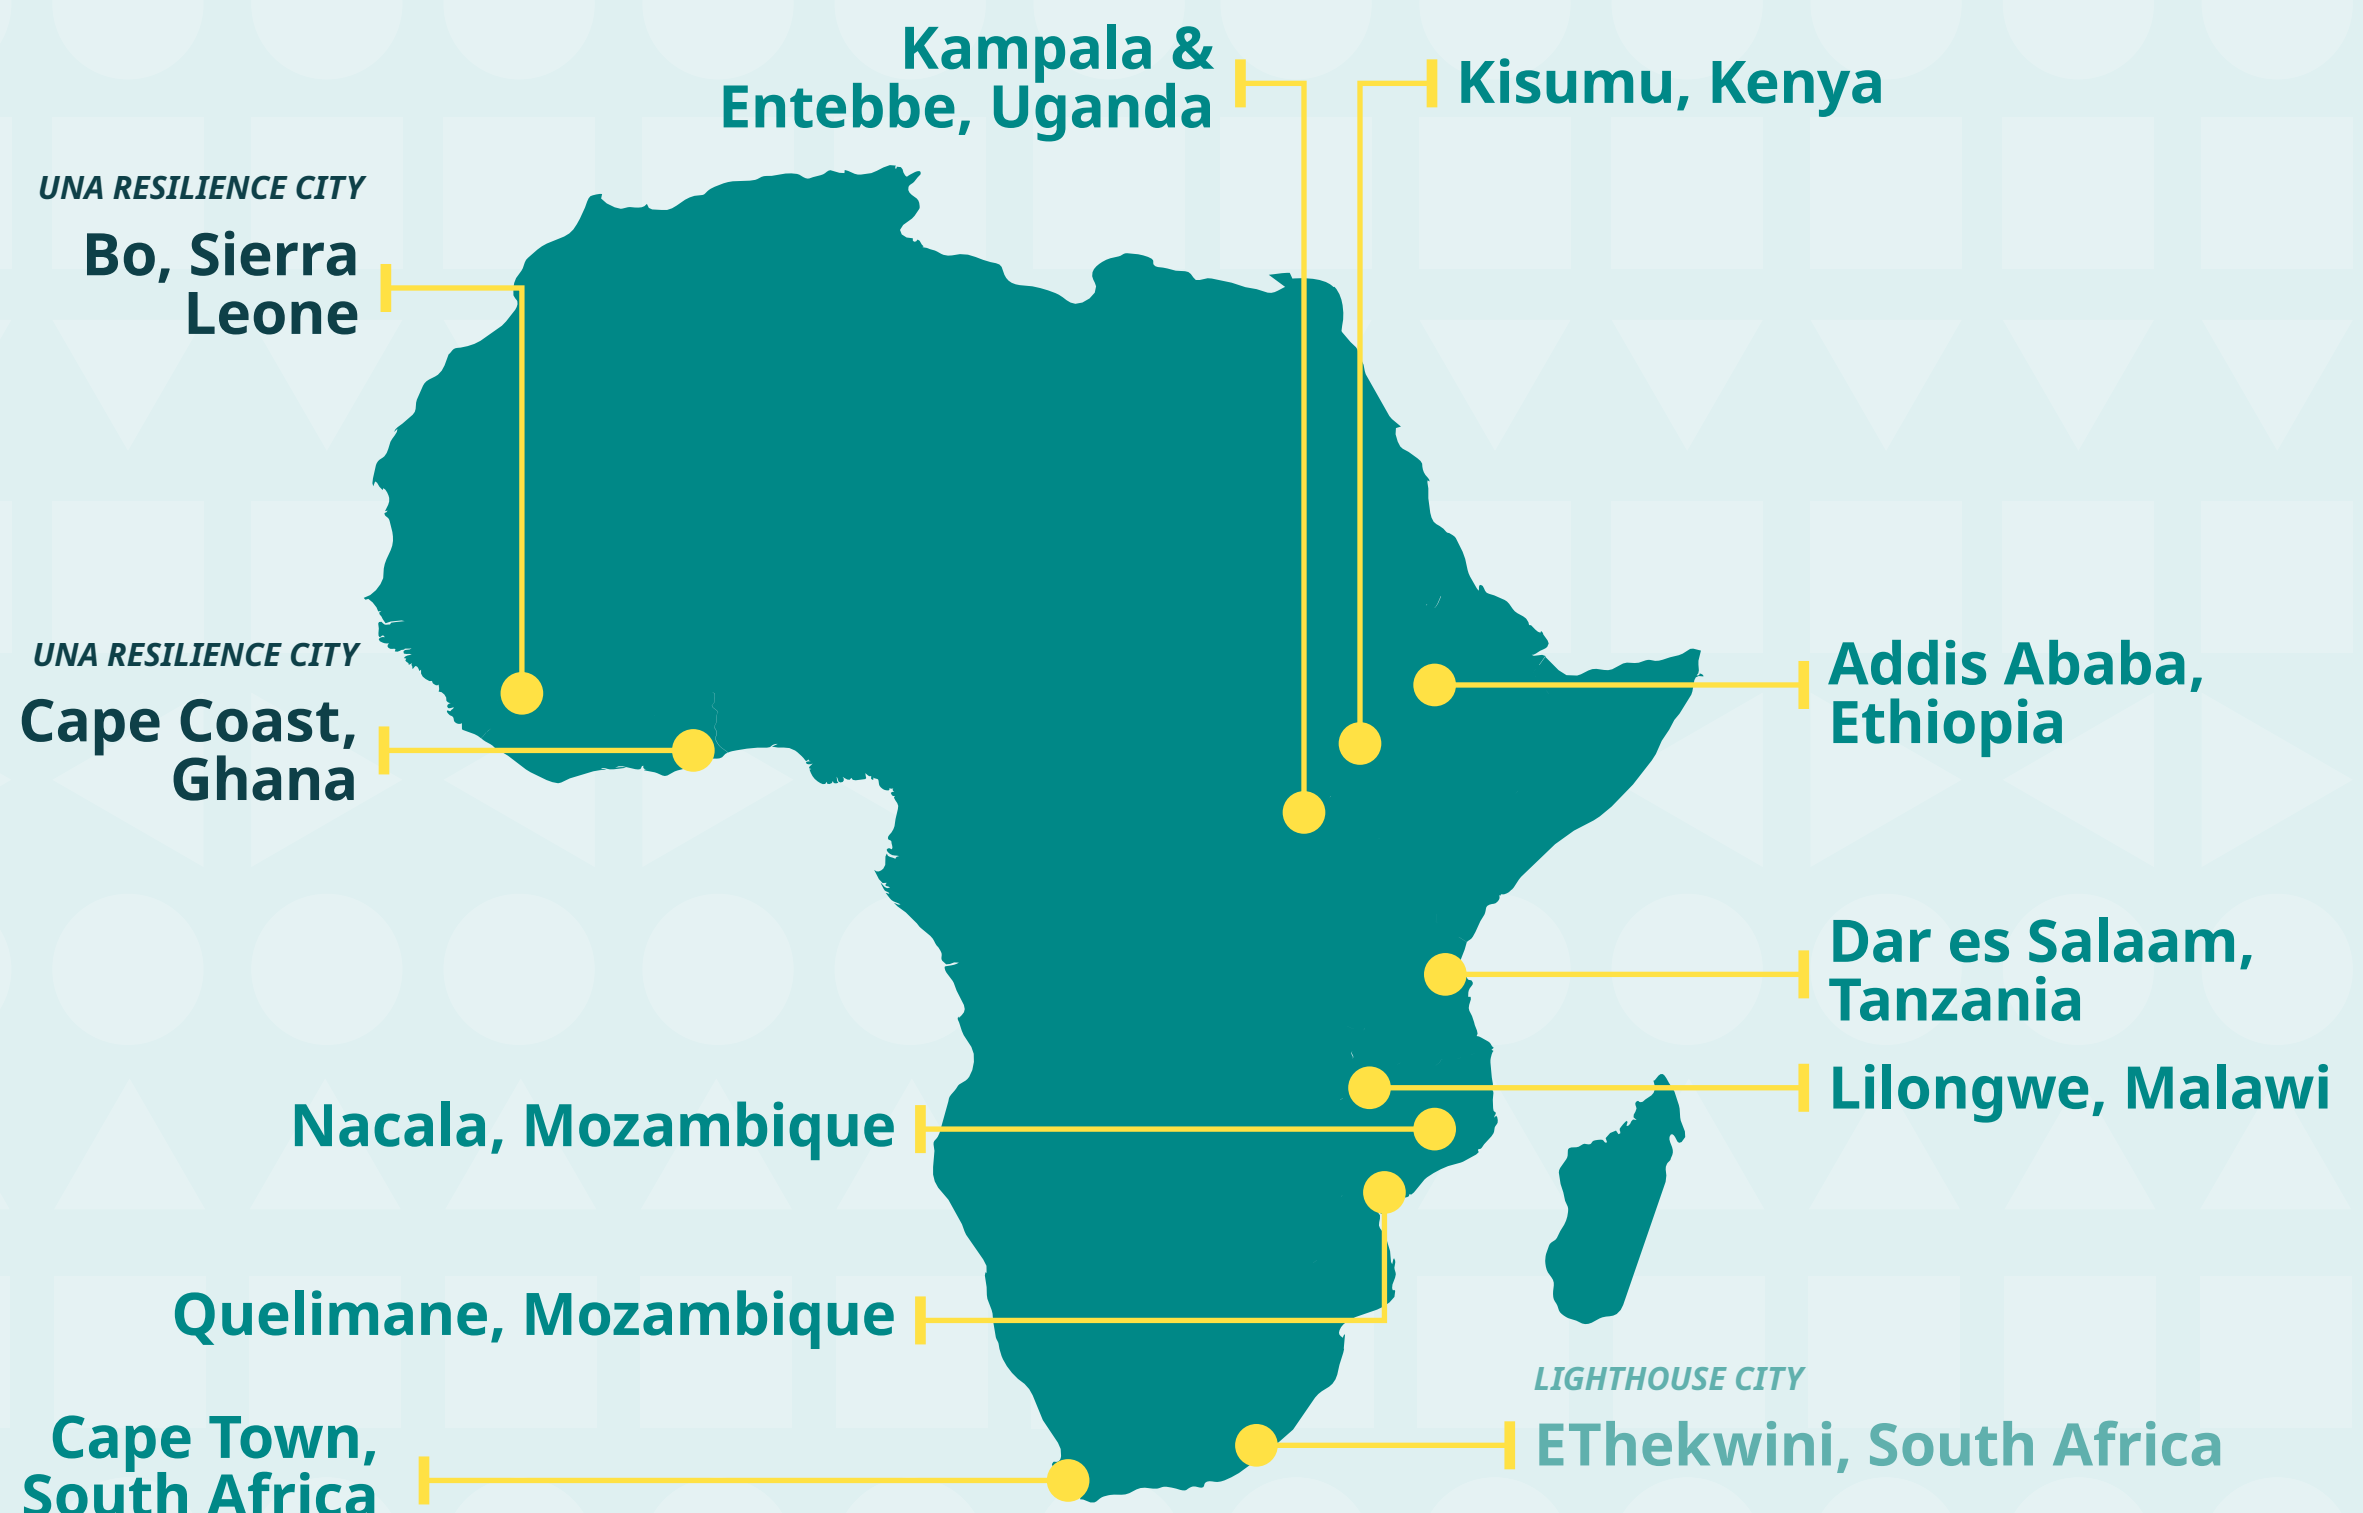 Kampala &
Entebbe, Uganda
Kisumu, Kenya
UNA RESILIENCE CITY
Bo, Sierra
Leone
UNA RESILIENCE CITY
Cape Coast,
Ghana
Addis Ababa,
Ethiopia
Dar es Salaam,
Tanzania
Lilongwe, Malawi
Nacala, Mozambique
Quelimane, Mozambique
LIGHTHOUSE CITY
EThekwini, South Africa
Cape Town,
South Africa